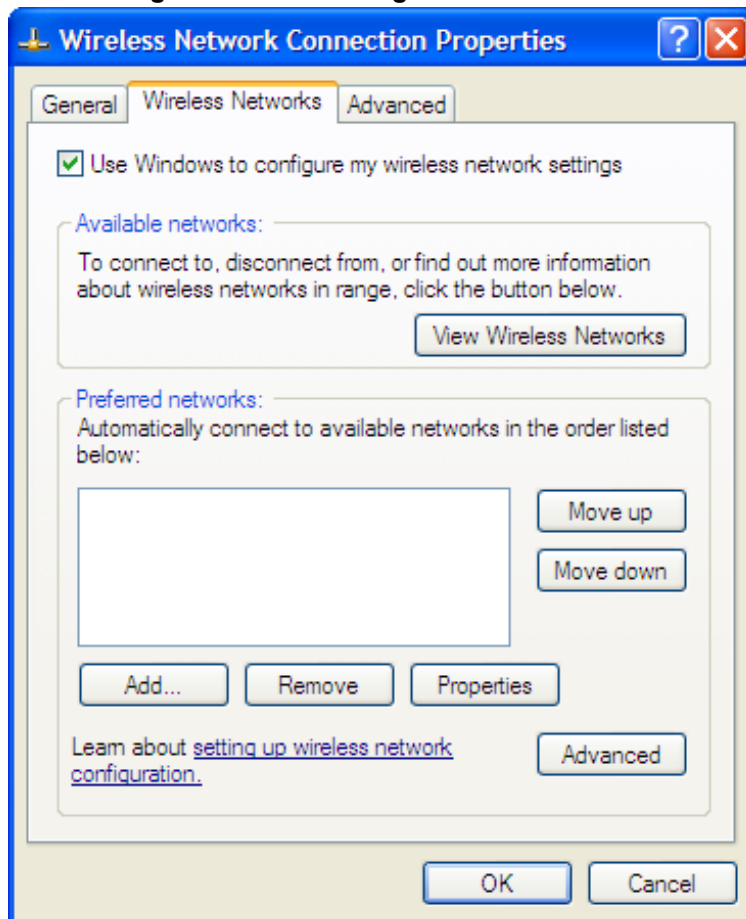 Wireless Network Connection Properties
General Wireless Networks Advanced
Use Windows to configure my wireless network settings
Available networks:
To connect to, disconnect from, or find out more information
about wireless networks in range, click the button below.
View Wireless Networks
Preferred networks:
Automatically connect to available networks in the order listed
below:
Move up
Move down
Add... Remove Properties
Learn about setting up wireless network
configuration.
Advanced
OK Cancel